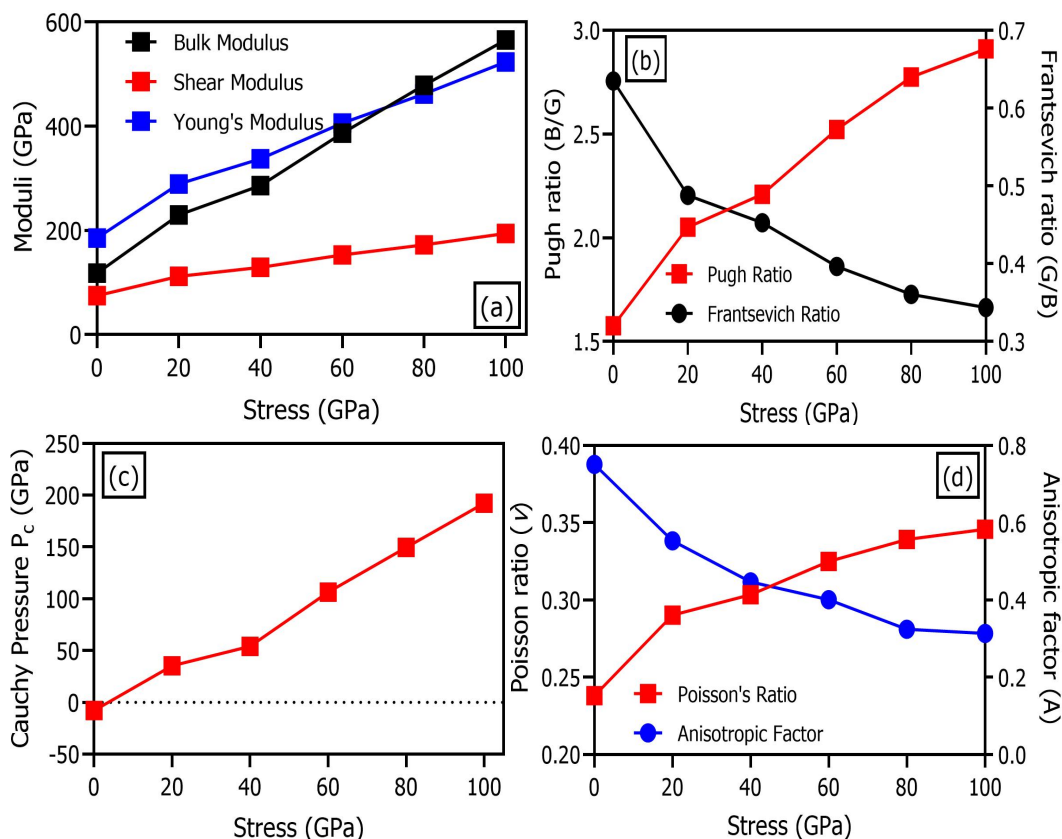 600
400
200
0
Moduli (GPa)
Bulk Modulus
Shear Modulus
Young's Modulus
(a)
0 20 40 60 80 100
Stress (GPa)
3.0
2.5
2.0
1.5
Pugh ratio (B/G)
(b)
Pugh Ratio
Frantsevich Ratio
0.7
0.6
0.5
0.4
0.3
Frantsevich ratio (G/B)
0 20 40 60 80 100
Stress (GPa)
250
200
150
100
50
0
-50
Cauchy Pressure Pc (GPa)
(c)
0 20 40 60 80 100
Stress (GPa)
0.40
0.35
0.30
0.25
0.20
Poisson ratio (ν)
(d)
Poisson's Ratio
Anisotropic Factor
0.8
0.6
0.4
0.2
0.0
Anisotropic factor (A)
0 20 40 60 80 100
Stress (GPa)